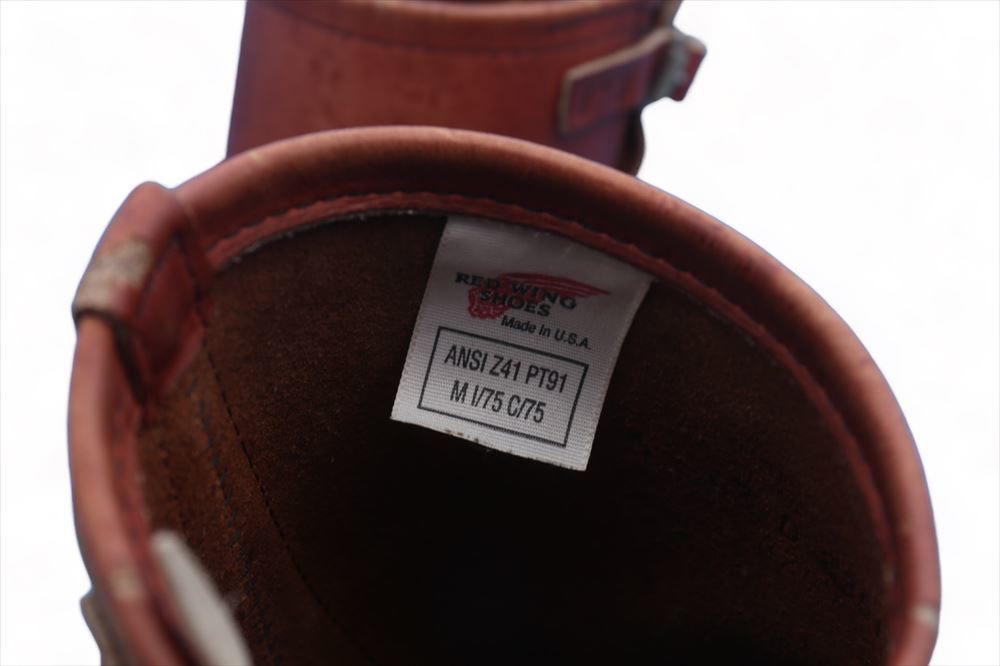 RED WING
SHOES
Made In U.S.A.
ANSI Z41 PT91
M I/75 C/75